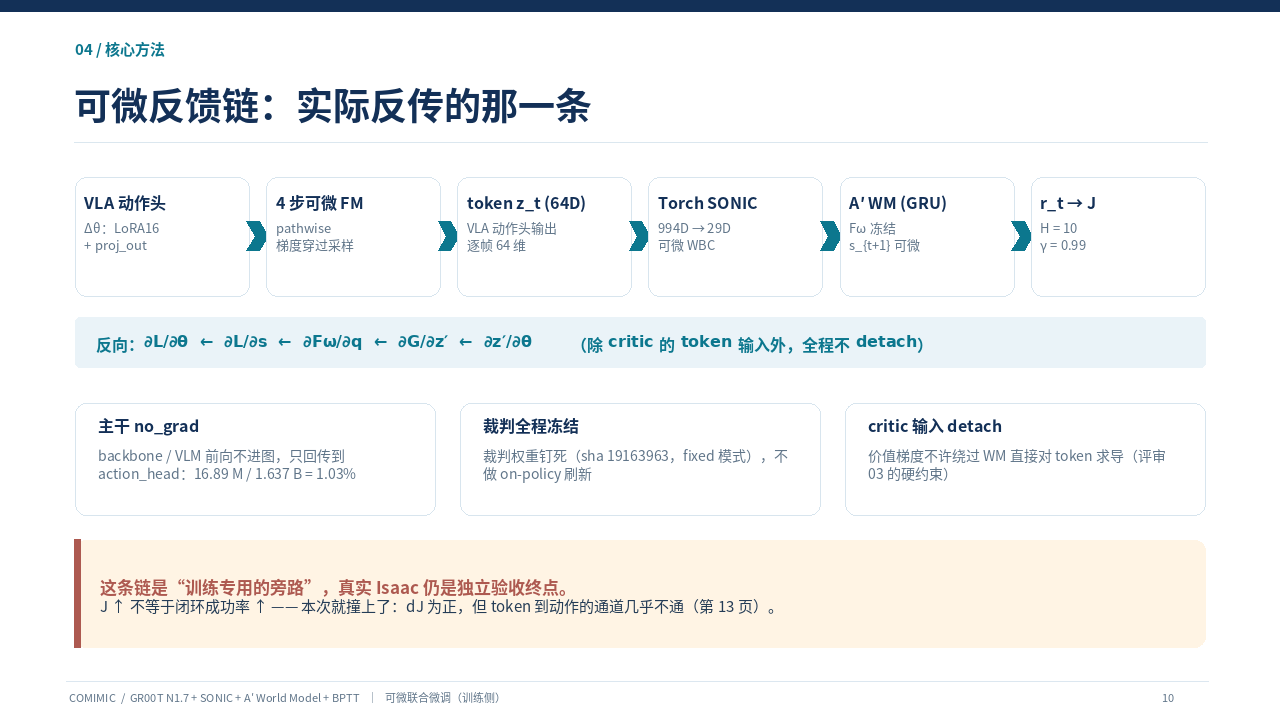 04 / 核心方法
可微反馈链：实际反传的那一条
VLA 动作头
Δθ：LoRA16
+ proj_out
4 步可微 FM
pathwise
梯度穿过采样
token z_t (64D)
VLA 动作头输出
逐帧 64 维
Torch SONIC
994D → 29D
可微 WBC
A′ WM (GRU)
Fω 冻结
s_{t+1} 可微
r_t → J
H = 10
γ = 0.99
反向：∂L/∂θ ← ∂L/∂s ← ∂Fω/∂q ← ∂G/∂z′ ← ∂z′/∂θ （除 critic 的 token 输入外，全程不 detach）
主干 no_grad
backbone / VLM 前向不进图，只回传到
action_head：16.89 M / 1.637 B = 1.03%
裁判全程冻结
裁判权重钉死（sha 19163963，fixed 模式），不
做 on-policy 刷新
critic 输入 detach
价值梯度不许绕过 WM 直接对 token 求导（评审
03 的硬约束）
这条链是“训练专用的旁路”，真实 Isaac 仍是独立验收终点。
J ↑ 不等于闭环成功率 ↑ —— 本次就撞上了：dJ 为正，但 token 到动作的通道几乎不通（第 13 页）。
COMIMIC / GR00T N1.7 + SONIC + A′ World Model + BPTT ｜ 可微联合微调（训练侧）
10